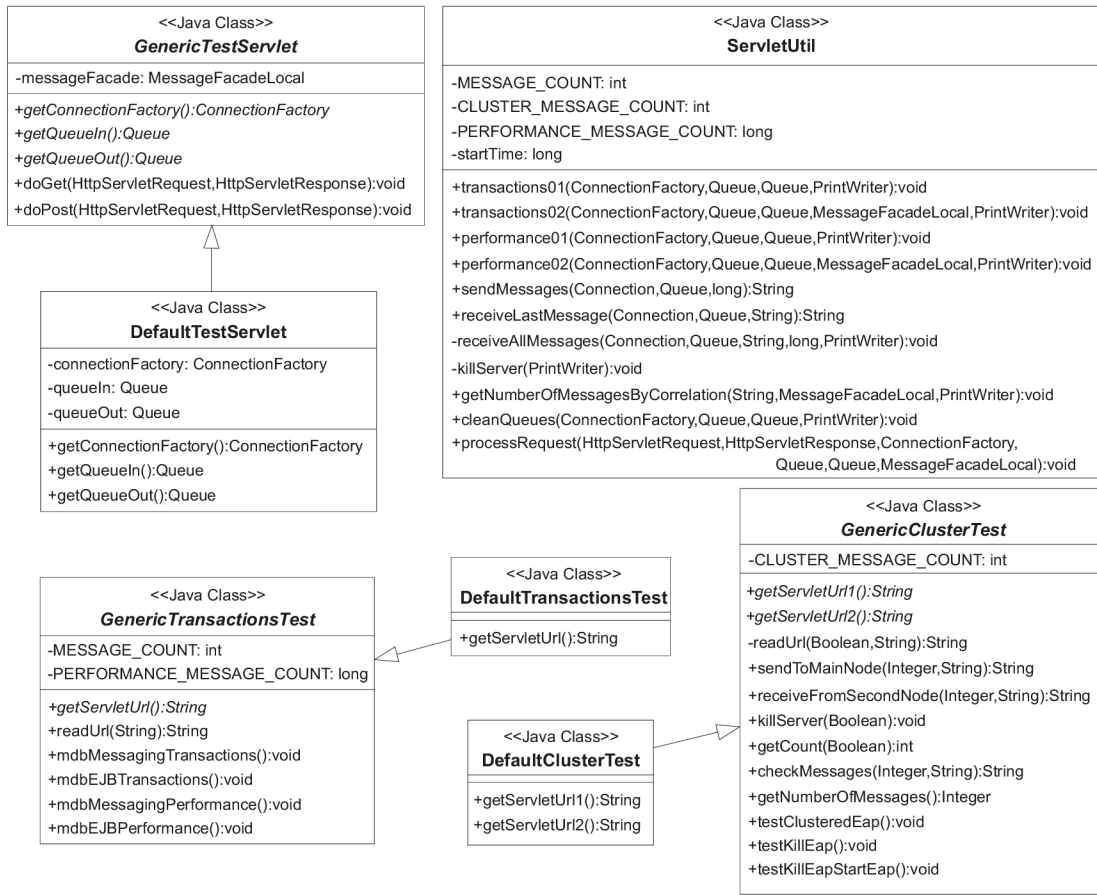 <<Java Class>>
GenericTestServlet
-messageFacade: MessageFacadeLocal
+getConnectionFactory():ConnectionFactory
+getQueueIn():Queue
+getQueueOut():Queue
+doGet(HttpServletRequest,HttpServletResponse):void
+doPost(HttpServletRequest,HttpServletResponse):void
<<Java Class>>
ServletUtil
-MESSAGE_COUNT: int
-CLUSTER_MESSAGE_COUNT: int
-PERFORMANCE_MESSAGE_COUNT: long
-startTime: long
+transactions01(ConnectionFactory,Queue,Queue,PrintWriter):void
+transactions02(ConnectionFactory,Queue,Queue,MessageFacadeLocal,PrintWriter):void
+performance01(ConnectionFactory,Queue,Queue,PrintWriter):void
+performance02(ConnectionFactory,Queue,Queue,MessageFacadeLocal,PrintWriter):void
+sendMessages(Connection,Queue,long):String
+receiveLastMessage(Connection,Queue,String):String
-receiveAllMessages(Connection,Queue,String,long,PrintWriter):void
-killServer(PrintWriter):void
+getNumberOfMessagesByCorrelation(String,MessageFacadeLocal,PrintWriter):void
+cleanQueues(ConnectionFactory,Queue,Queue,PrintWriter):void
+processRequest(HttpServletRequest,HttpServletResponse,ConnectionFactory,
Queue,Queue,MessageFacadeLocal):void
<<Java Class>>
DefaultTestServlet
-connectionFactory: ConnectionFactory
-queueIn: Queue
-queueOut: Queue
+getConnectionFactory():ConnectionFactory
+getQueueIn():Queue
+getQueueOut():Queue
<<Java Class>>
GenericTransactionsTest
-MESSAGE_COUNT: int
-PERFORMANCE_MESSAGE_COUNT: long
+getServletUrl():String
+readUrl(String):String
+mdbMessagingTransactions():void
+mdbEJBTransactions():void
+mdbMessagingPerformance():void
+mdbEJBPerformance():void
<<Java Class>>
DefaultTransactionsTest
+getServletUrl():String
<<Java Class>>
DefaultClusterTest
+getServletUrl1():String
+getServletUrl2():String
<<Java Class>>
GenericClusterTest
-CLUSTER_MESSAGE_COUNT: int
+getServletUrl1():String
+getServletUrl2():String
-readUrl(Boolean,String):String
+sendToMainNode(Integer,String):String
+receiveFromSecondNode(Integer,String):String
+killServer(Boolean):void
+getCount(Boolean):int
+checkMessages(Integer,String):String
+getNumberOfMessages():Integer
+testClusteredEap():void
+testKillEap():void
+testKillEapStartEap():void